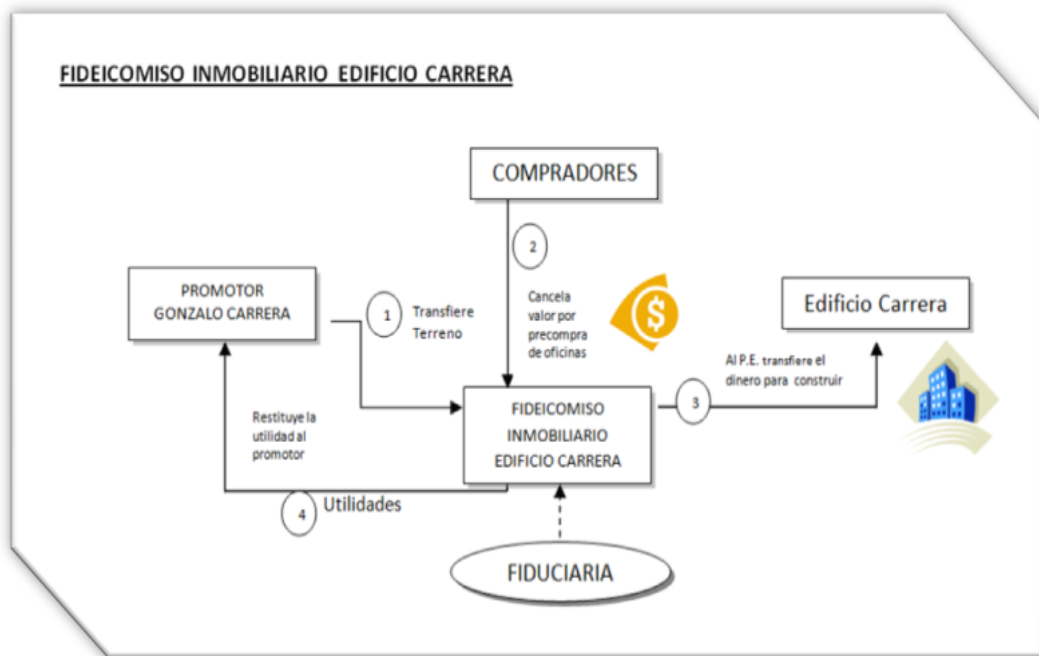 FIDEICOMISO INMOBILIARIO EDIFICIO CARRERA
COMPRADORES
2
Cancela
valor por
precompra
de oficinas
$
PROMOTOR
GONZALO CARRERA
1
Transfiere
Terreno
Edificio Carrera
Al P.E. transfiere el
dinero para construir
3
FIDEICOMISO
INMOBILIARIO
EDIFICIO CARRERA
Restituye la
utilidad al
promotor
4
Utilidades
FIDUCIARIA